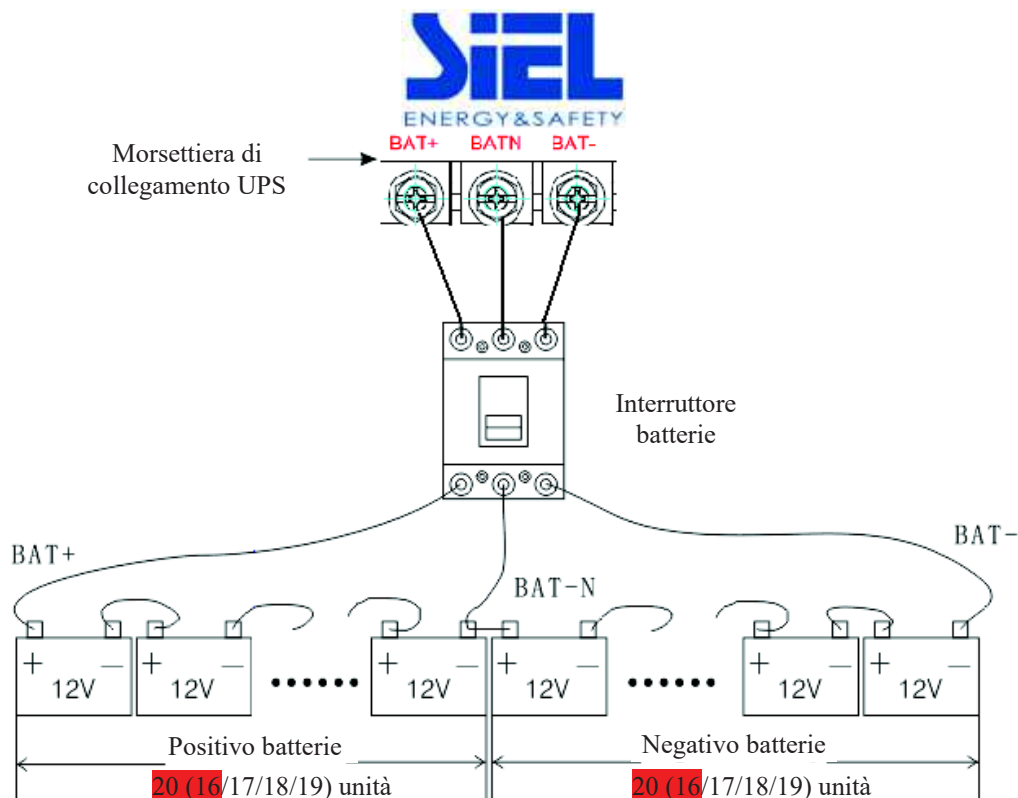 SiEL
ENERGY&SAFETY
BAT+ BATN BAT-
Morsettiera di
collegamento UPS
Interruttore
batterie
BAT+
BAT-
BAT-N
+ — + — + — + — + — + —
12V 12V 12V 12V 12V 12V
Positivo batterie
Negativo batterie
20 (16/17/18/19) unità
20 (16/17/18/19) unità